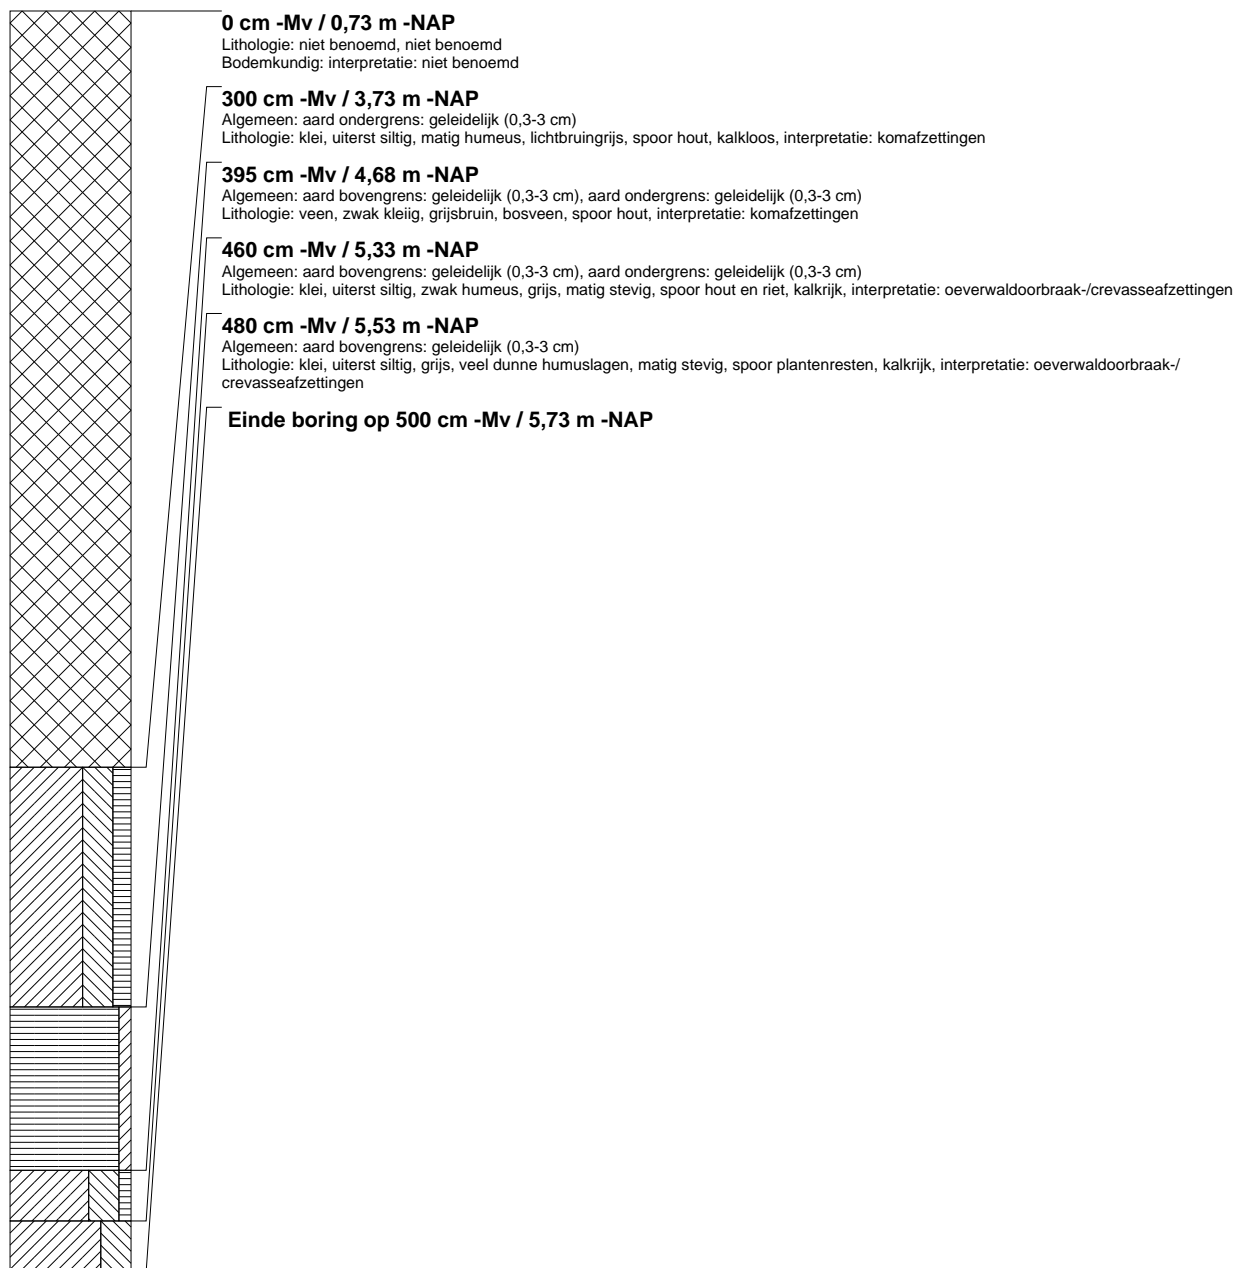 0 cm -Mv / 0,73 m -NAP
Lithologie: niet benoemd, niet benoemd
Bodemkundig: interpretatie: niet benoemd
300 cm -Mv / 3,73 m -NAP
Algemeen: aard ondergrens: geleidelijk (0,3-3 cm)
Lithologie: klei, uiterst siltig, matig humeus, lichtbruingrijs, spoor hout, kalkloos, interpretatie: komafzettingen
395 cm -Mv / 4,68 m -NAP
Algemeen: aard bovengrens: geleidelijk (0,3-3 cm), aard ondergrens: geleidelijk (0,3-3 cm)
Lithologie: veen, zwak kleiig, grijsbruin, bosveen, spoor hout, interpretatie: komafzettingen
460 cm -Mv / 5,33 m -NAP
Algemeen: aard bovengrens: geleidelijk (0,3-3 cm), aard ondergrens: geleidelijk (0,3-3 cm)
Lithologie: klei, uiterst siltig, zwak humeus, grijs, matig stevig, spoor hout en riet, kalkrijk, interpretatie: oeverwaldoorbraak-/crevasseafzettingen
480 cm -Mv / 5,53 m -NAP
Algemeen: aard bovengrens: geleidelijk (0,3-3 cm)
Lithologie: klei, uiterst siltig, grijs, veel dunne humuslagen, matig stevig, spoor plantenresten, kalkrijk, interpretatie: oeverwaldoorbraak-/
crevasseafzettingen
Einde boring op 500 cm -Mv / 5,73 m -NAP